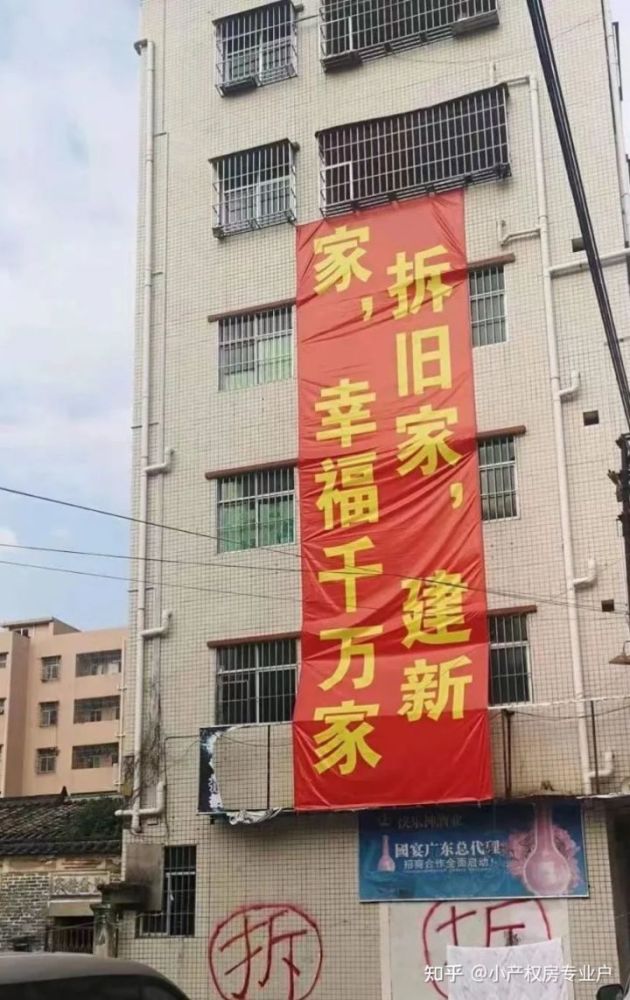 拆旧家，建新
家，幸福千万家
國宴广东总代理
招商合作全面启动！
拆
拆
知乎 @小产权房专业户